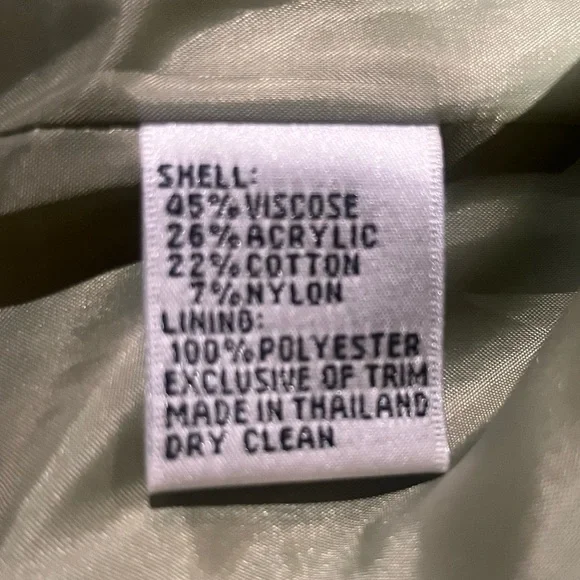 SHELL:
45% VISCOSE
26% ACRYLIC
22% COTTON
7% NYLON
LINING:
100% POLYESTER
EXCLUSIVE OF TRIM
MADE IN THAILAND
DRY CLEAN